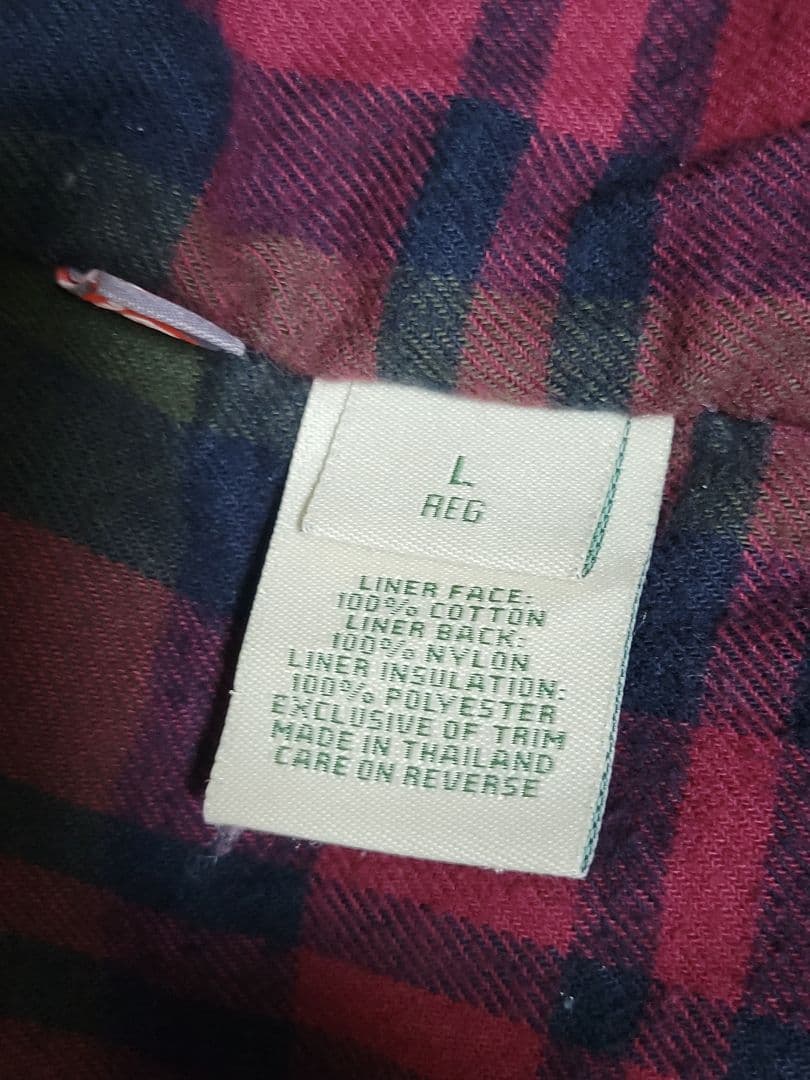 L
REG
LINER FACE:
100% COTTON
LINER BACK:
100% NYLON
LINER INSULATION:
100% POLYESTER
EXCLUSIVE OF TRIM
MADE IN THAILAND
CARE ON REVERSE